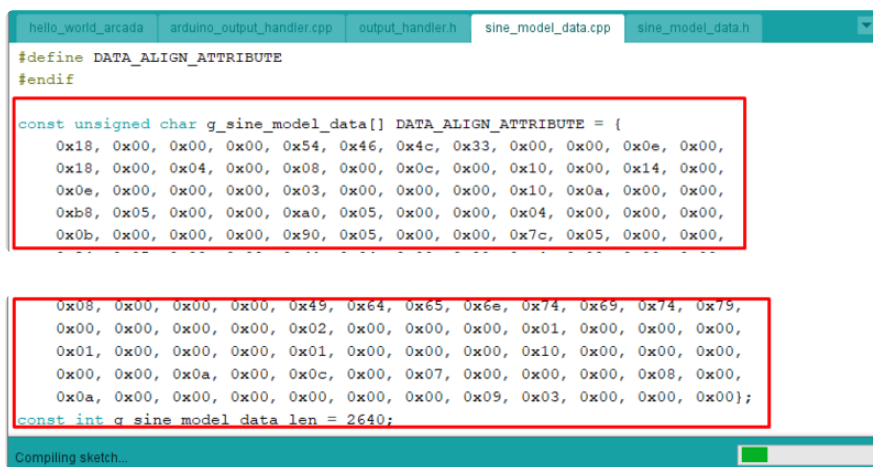 hello_world_arcada arduino_output_handler.cpp output_handler.h sine_model_data.cpp sine_model_data.h
#define DATA_ALIGN_ATTRIBUTE
#endif
const unsigned char g_sine_model_data[] DATA_ALIGN_ATTRIBUTE = {
0x18, 0x00, 0x00, 0x00, 0x54, 0x46, 0x4c, 0x33, 0x00, 0x00, 0x0e, 0x00,
0x18, 0x00, 0x04, 0x00, 0x08, 0x00, 0x0c, 0x00, 0x10, 0x00, 0x14, 0x00,
0x0e, 0x00, 0x00, 0x00, 0x03, 0x00, 0x00, 0x00, 0x10, 0x0a, 0x00, 0x00,
0xb8, 0x05, 0x00, 0x00, 0xa0, 0x05, 0x00, 0x00, 0x04, 0x00, 0x00, 0x00,
0x0b, 0x00, 0x00, 0x00, 0x90, 0x05, 0x00, 0x00, 0x7c, 0x05, 0x00, 0x00,
0x08, 0x00, 0x00, 0x00, 0x49, 0x64, 0x65, 0x6e, 0x74, 0x69, 0x74, 0x79,
0x00, 0x00, 0x00, 0x00, 0x02, 0x00, 0x00, 0x00, 0x01, 0x00, 0x00, 0x00,
0x01, 0x00, 0x00, 0x00, 0x01, 0x00, 0x00, 0x00, 0x10, 0x00, 0x00, 0x00,
0x00, 0x00, 0x0a, 0x00, 0x0c, 0x00, 0x07, 0x00, 0x00, 0x00, 0x08, 0x00,
0x0a, 0x00, 0x00, 0x00, 0x00, 0x00, 0x00, 0x09, 0x03, 0x00, 0x00, 0x00};
const int g_sine_model_data_len = 2640;
Compiling sketch...